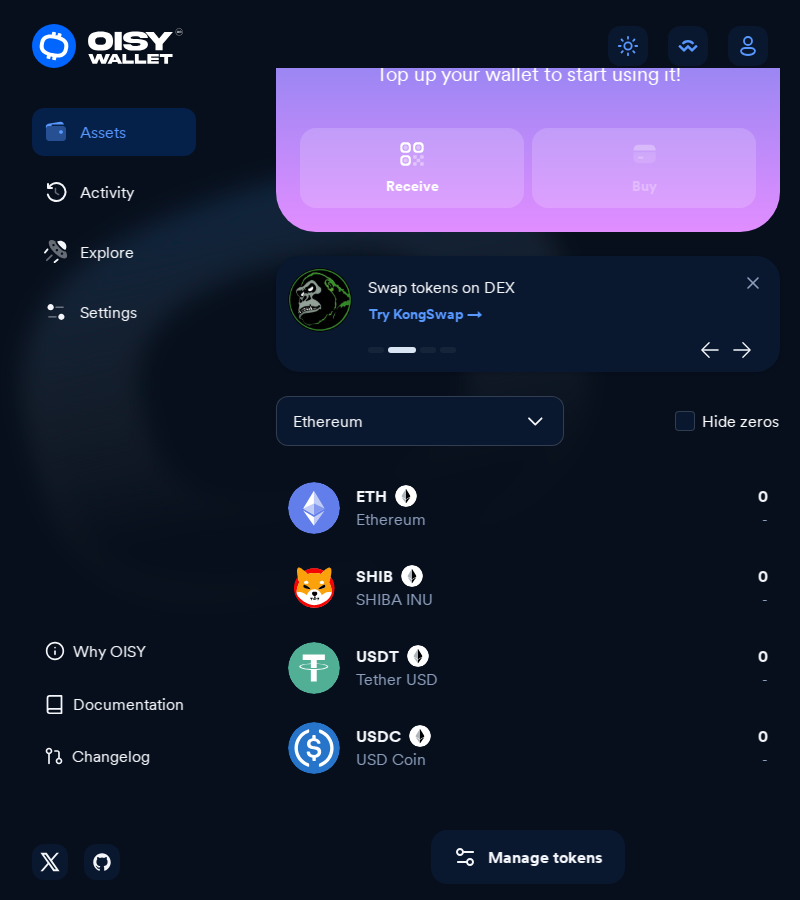 OISY
WALLET
Top up your wallet to start using it!
Assets
Activity
Explore
Settings
Receive
Buy
Swap tokens on DEX
Try KongSwap →
Ethereum
Hide zeros
ETH
0
Ethereum
-
SHIB
0
SHIBA INU
-
USDT
0
Tether USD
-
USDC
0
USD Coin
-
Why OISY
Documentation
Changelog
Manage tokens